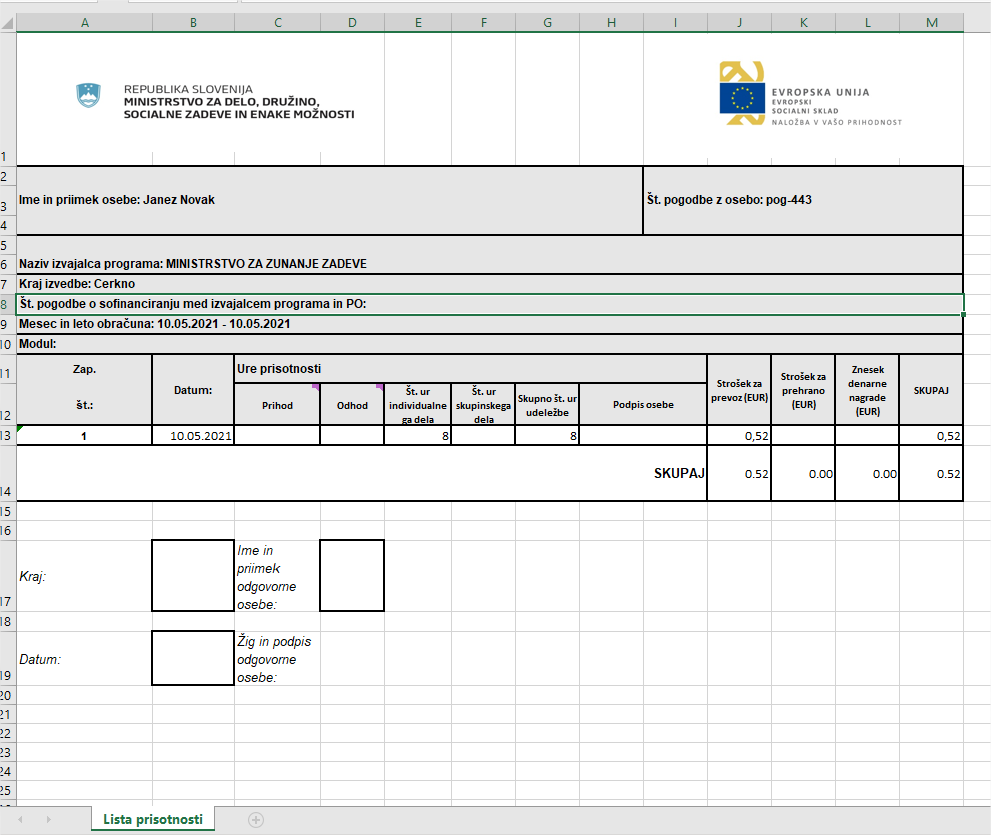 A B C D E F G H I J K L M
REPUBLIKA SLOVENIJA
MINISTRSTVO ZA DELO, DRUŽINO,
SOCIALNE ZADEVE IN ENAKE MOŽNOSTI
EVROPSKA UNIJA
EVROPSKI
SOCIALNI SKLAD
NALOŽBA V VAŠO PRIHODNOST
1
2
3 Ime in priimek osebe: Janez Novak Št. pogodbe z osebo: pog-443
4
5
6 Naziv izvajalca programa: MINISTRSTVO ZA ZUNANJE ZADEVE
7 Kraj izvedbe: Cerkno
8 Št. pogodbe o sofinanciranju med izvajalcem programa in PO:
9 Mesec in leto obračuna: 10.05.2021 - 10.05.2021
10 Modul:
11 Zap.
št.:
Datum:
Ure prisotnosti
12 Prihod
Odhod
Št. ur
individualne
ga dela
Št. ur
skupinskega
dela
Skupno št. ur
udeležbe
Podpis osebe
Strošek za
prevoz (EUR)
Strošek za
prehrano
(EUR)
Znesek
denarne
nagrade
(EUR)
SKUPAJ
13 1 10.05.2021 8 8 0,52 0,52
14 SKUPAJ 0.52 0.00 0.00 0.52
15
16
17 Kraj:
Ime in
priimek
odgovorne
osebe:
18
19 Datum:
Žig in podpis
odgovorne
osebe:
20
21
22
23
24
25
Lista prisotnosti